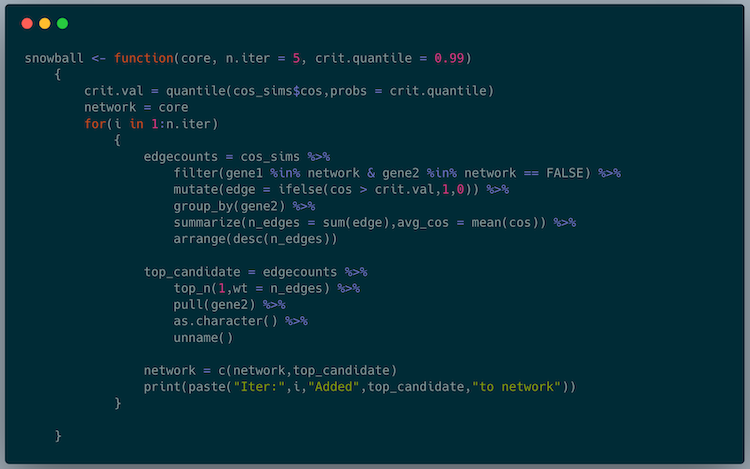 snowball <- function(core, n.iter = 5, crit.quantile = 0.99)
    {
        crit.val = quantile(cos_sims$cos,probs = crit.quantile)
        network = core
        for(i in 1:n.iter)
            {
                edgecounts = cos_sims %>%
                    filter(gene1 %in% network & gene2 %in% network == FALSE) %>%
                    mutate(edge = ifelse(cos > crit.val,1,0)) %>%
                    group_by(gene2) %>%
                    summarize(n_edges = sum(edge),avg_cos = mean(cos)) %>%
                    arrange(desc(n_edges))

                top_candidate = edgecounts %>%
                    top_n(1,wt = n_edges) %>%
                    pull(gene2) %>%
                    as.character() %>%
                    unname()

                network = c(network,top_candidate)
                print(paste("Iter:",i,"Added",top_candidate,"to network"))
            }

    }